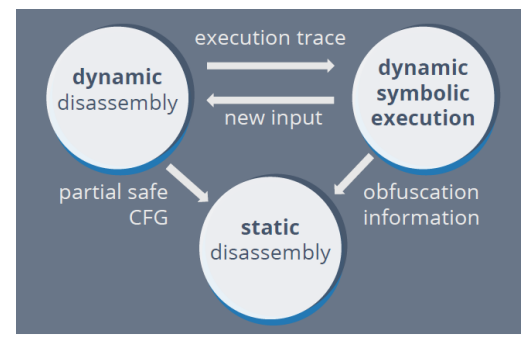 execution trace
dynamic
disassembly
dynamic
symbolic
execution
new input
partial safe
CFG
obfuscation
information
static
disassembly